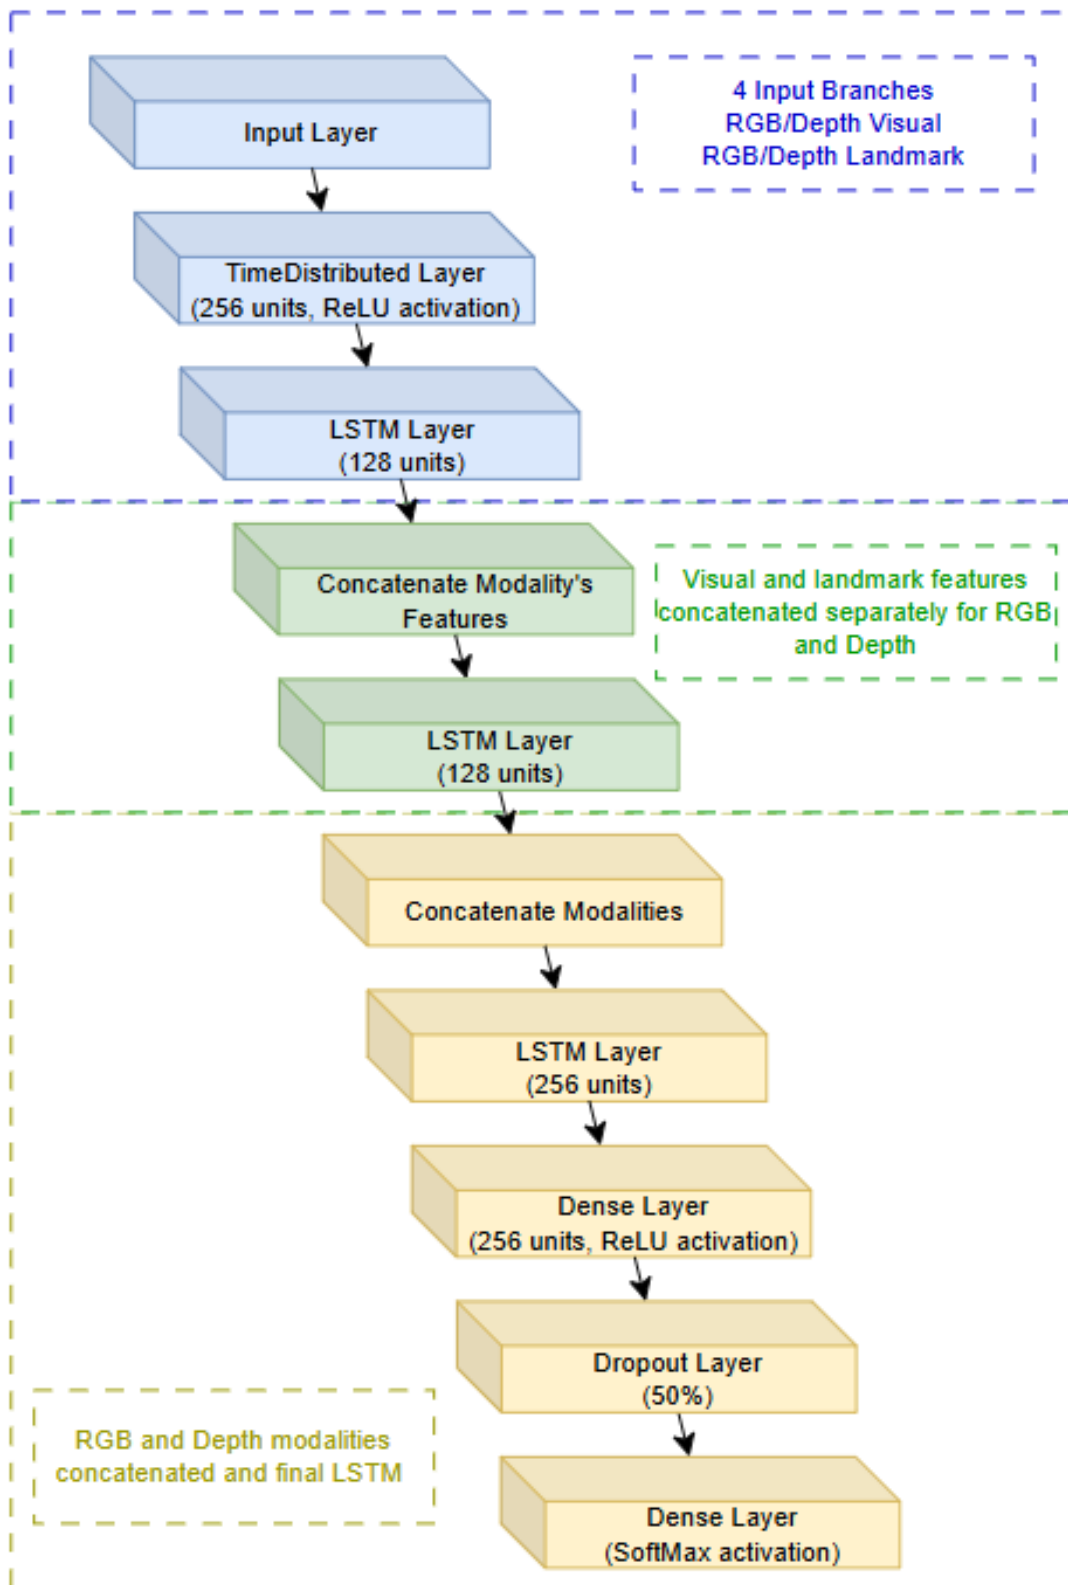 Input Layer
4 Input Branches
RGB/Depth Visual
RGB/Depth Landmark
TimeDistributed Layer
(256 units, ReLU activation)
LSTM Layer
(128 units)
Concatenate Modality's
Features
Visual and landmark features
concatenated separately for RGB
and Depth
LSTM Layer
(128 units)
Concatenate Modalities
LSTM Layer
(256 units)
Dense Layer
(256 units, ReLU activation)
Dropout Layer
(50%)
RGB and Depth modalities
concatenated and final LSTM
Dense Layer
(SoftMax activation)